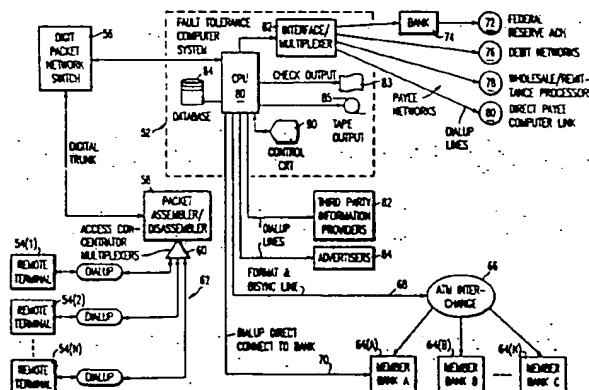 DIGIT
PACKET
NETWORK
SWITCH
56
FAULT TOLERANCE
COMPUTER
SYSTEM
82
INTERFACE/
MULTIPLEXER
BANK
74
72
FEDERAL
RESERVE ACH
76
DEBIT NETWORKS
78
WHOLESALE/REMIT-
TANCE PROCESSOR
80
DIRECT PAYEE
COMPUTER LINK
PAYEE
NETWORKS
DIALUP
LINES
84
DATABASE
52
CPU
80
CHECK OUTPUT
83
85
TAPE
OUTPUT
90
CONTROL
CRT
DIGITAL
TRUNK
58
PACKET
ASSEMBLER/
DISASSEMBLER
ACCESS CON-
CENTRATOR
MULTIPLEXERS
60
62
54(1)
REMOTE
TERMINAL
DIALUP
54(2)
REMOTE
TERMINAL
DIALUP
54(N)
REMOTE
TERMINAL
DIALUP
THIRD PARTY
INFORMATION
PROVIDERS
82
DIALUP
LINES
ADVERTISERS
84
FORMAT &
BISYNC LINE
68
66
ATM INTER-
CHANGE
DIALUP DIRECT
CONNECT TO BANK
70
64(A)
MEMBER
BANK A
64(B)
MEMBER
BANK B
MEMBER
BANK C